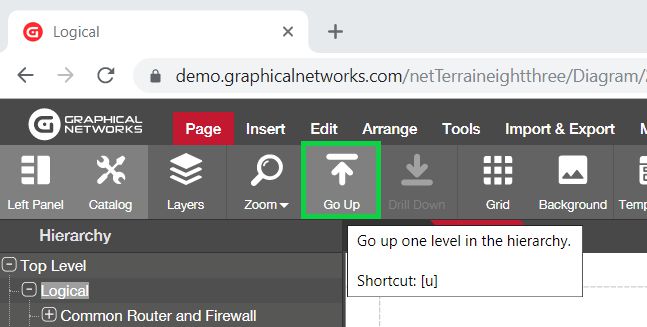 Logical
demo.graphicalnetworks.com/netTerraineightthree/Diagram/
GRAPHICAL
NETWORKS
Page Insert Edit Arrange Tools Import & Export
Left Panel Catalog Layers Zoom Go Up Drill Down Grid Background
Hierarchy
Go up one level in the hierarchy.
Top Level
Shortcut: [u]
Logical
Common Router and Firewall